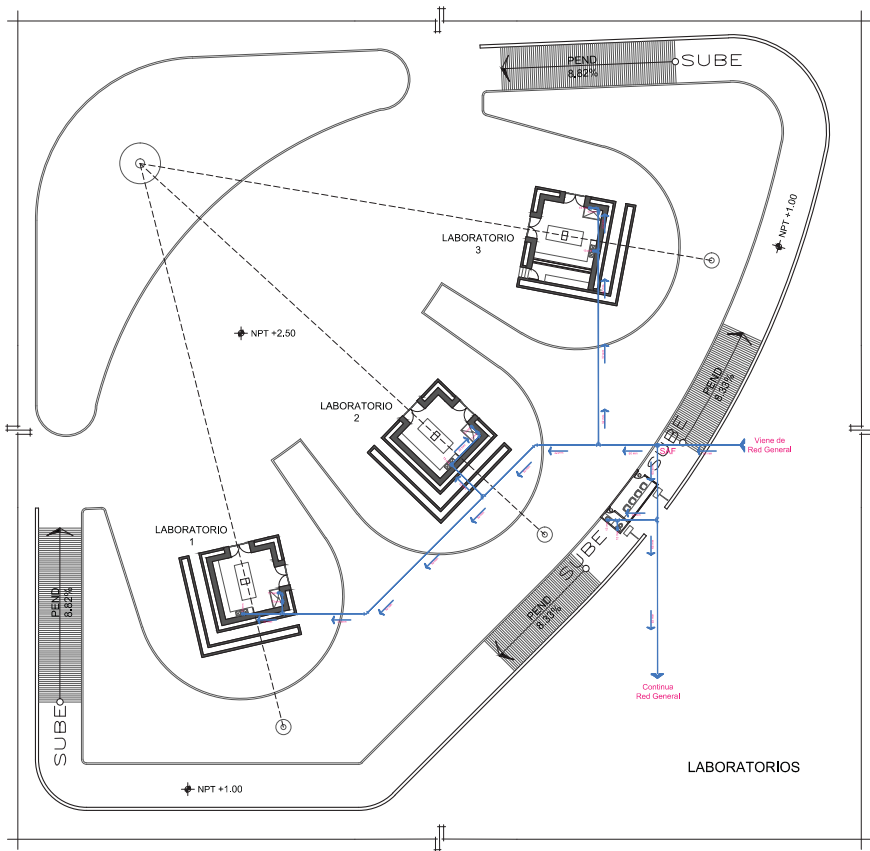 PEND
8.82%
SUBE
NPT +1.00
LABORATORIO
3
NPT +2.50
PEND
8.33%
LABORATORIO
2
SUBE
SAF
Viene de
Red General
LABORATORIO
1
SUBE
PEND
8.33%
PEND
8.82%
SUBE
Continua
Red General
LABORATORIOS
NPT +1.00